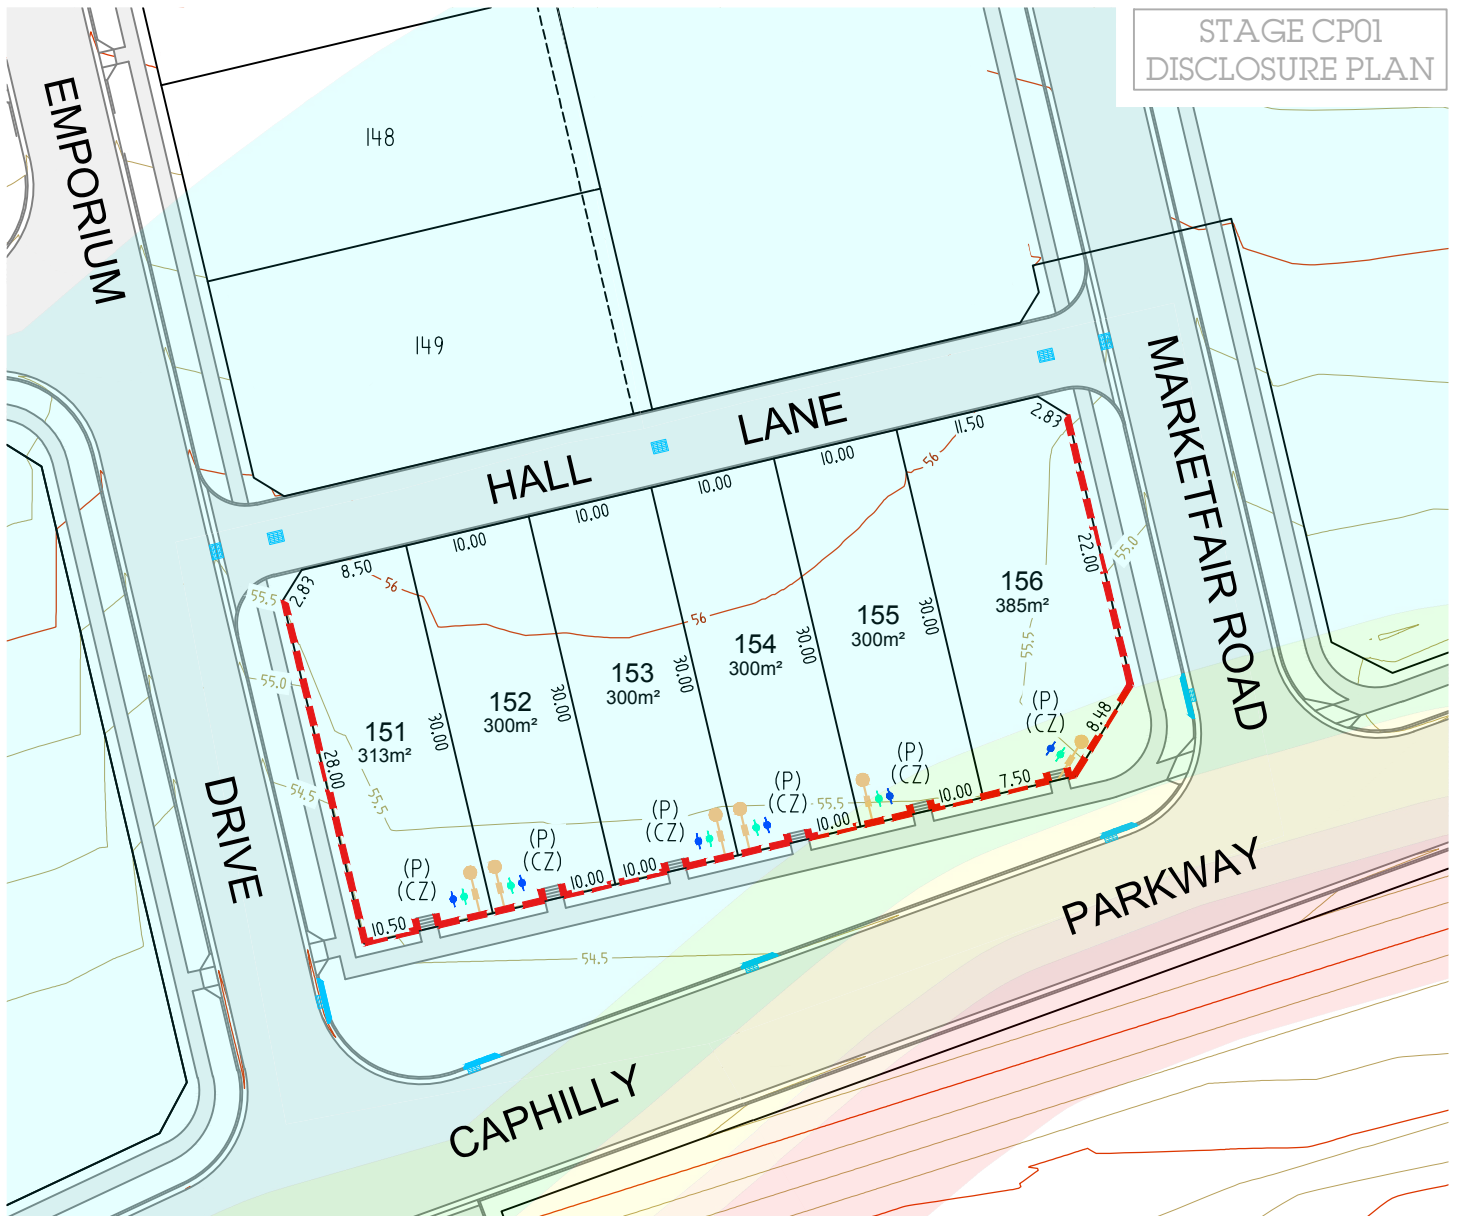 STAGE CP01
DISCLOSURE PLAN
EMPORIUM
148
149
MARKETFAIR ROAD
HALL LANE
2.83
11.50
10.00
10.00
10.00
10.00
8.50
2.83
56
56
56
55.5
55.0
54.5
55.5
55.5
55.0
22.00
156
385m²
155
300m²
154
300m²
153
300m²
152
300m²
151
313m²
30.00
30.00
30.00
30.00
30.00
28.00
DRIVE
(P)
(CZ)
(P)
(CZ)
(P)
(CZ)
(P)
(CZ)
(P)
(CZ)
(P)
(CZ)
8.48
7.50
10.00
55.5
10.00
10.00
10.00
10.50
54.5
PARKWAY
CAPHILLY